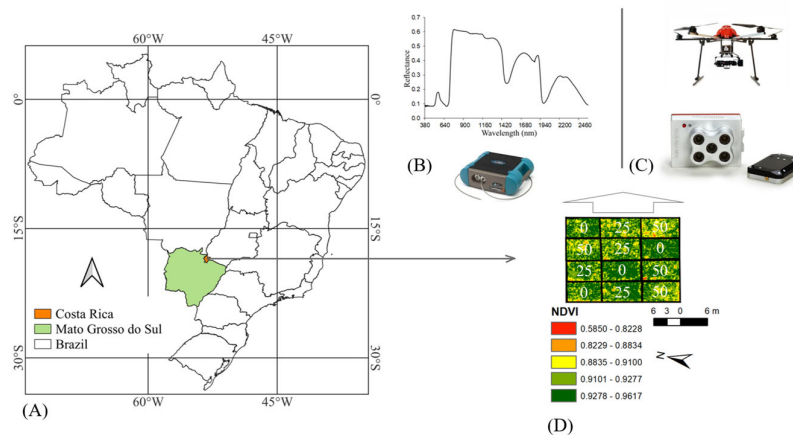 60°W
45°W
0°
0°
15°S
15°S
30°S
30°S
60°W
45°W
Costa Rica
Mato Grosso do Sul
Brazil
(A)
Reflectance
0.7
0.6
0.5
0.4
0.3
0.2
0.1
0.0
380 640 900 1160 1420 1680 1940 2200 2460
Wavelength (nm)
(B)
(C)
0 25 50
50 25 0
25 0 50
0 25 50
NDVI
0.5850 - 0.8228
0.8229 - 0.8834
0.8835 - 0.9100
0.9101 - 0.9277
0.9278 - 0.9617
6 3 0 6 m
N
(D)